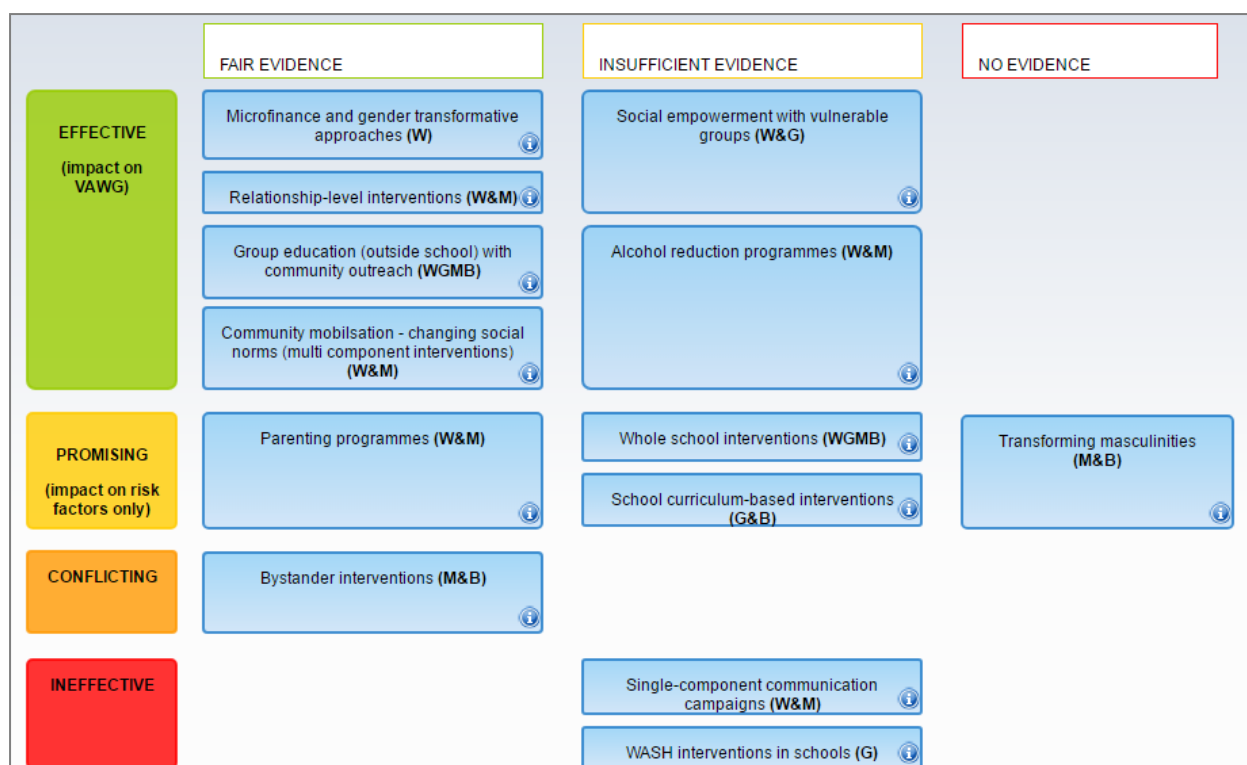 FAIR EVIDENCE
INSUFFICIENT EVIDENCE
NO EVIDENCE
EFFECTIVE
(impact on
VAWG)
Microfinance and gender transformative
approaches (W)
Relationship-level interventions (W&M)
Group education (outside school) with
community outreach (WGMB)
Community mobilsation - changing social
norms (multi component interventions)
(W&M)
Social empowerment with vulnerable
groups (W&G)
Alcohol reduction programmes (W&M)
PROMISING
(impact on risk
factors only)
Parenting programmes (W&M)
Whole school interventions (WGMB)
School curriculum-based interventions
(G&B)
Transforming masculinities
(M&B)
CONFLICTING
Bystander interventions (M&B)
INEFFECTIVE
Single-component communication
campaigns (W&M)
WASH interventions in schools (G)